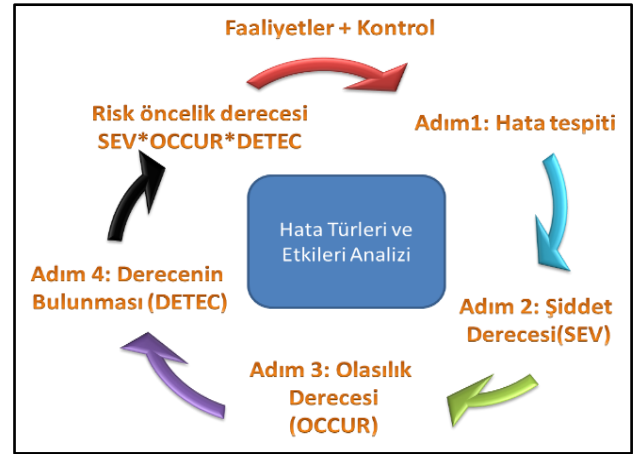 Faaliyetler + Kontrol
Risk öncelik derecesi
SEV*OCCUR*DETEC
Adım1: Hata tespiti
Hata Türleri ve
Etkileri Analizi
Adım 4: Derecenin
Bulunması (DETEC)
Adım 2: Şiddet
Derecesi(SEV)
Adım 3: Olasılık
Derecesi
(OCCUR)